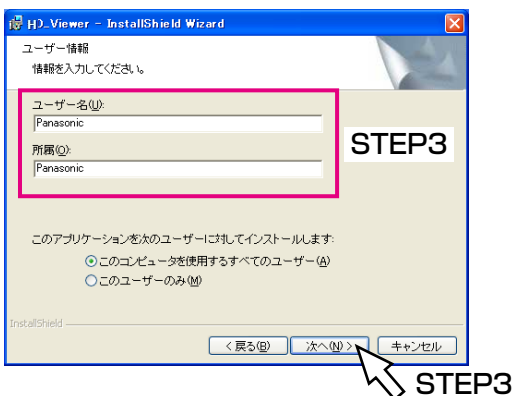 HD_Viewer - InstallShield Wizard
ユーザー情報
情報を入力してください。
ユーザー名(U):
Panasonic
STEP3
所属(O):
Panasonic
このアプリケーションを次のユーザーに対してインストールします:
このコンピュータを使用するすべてのユーザー(A)
このユーザーのみ(M)
InstallShield
< 戻る(B)
次へ(N) >
キャンセル
STEP3